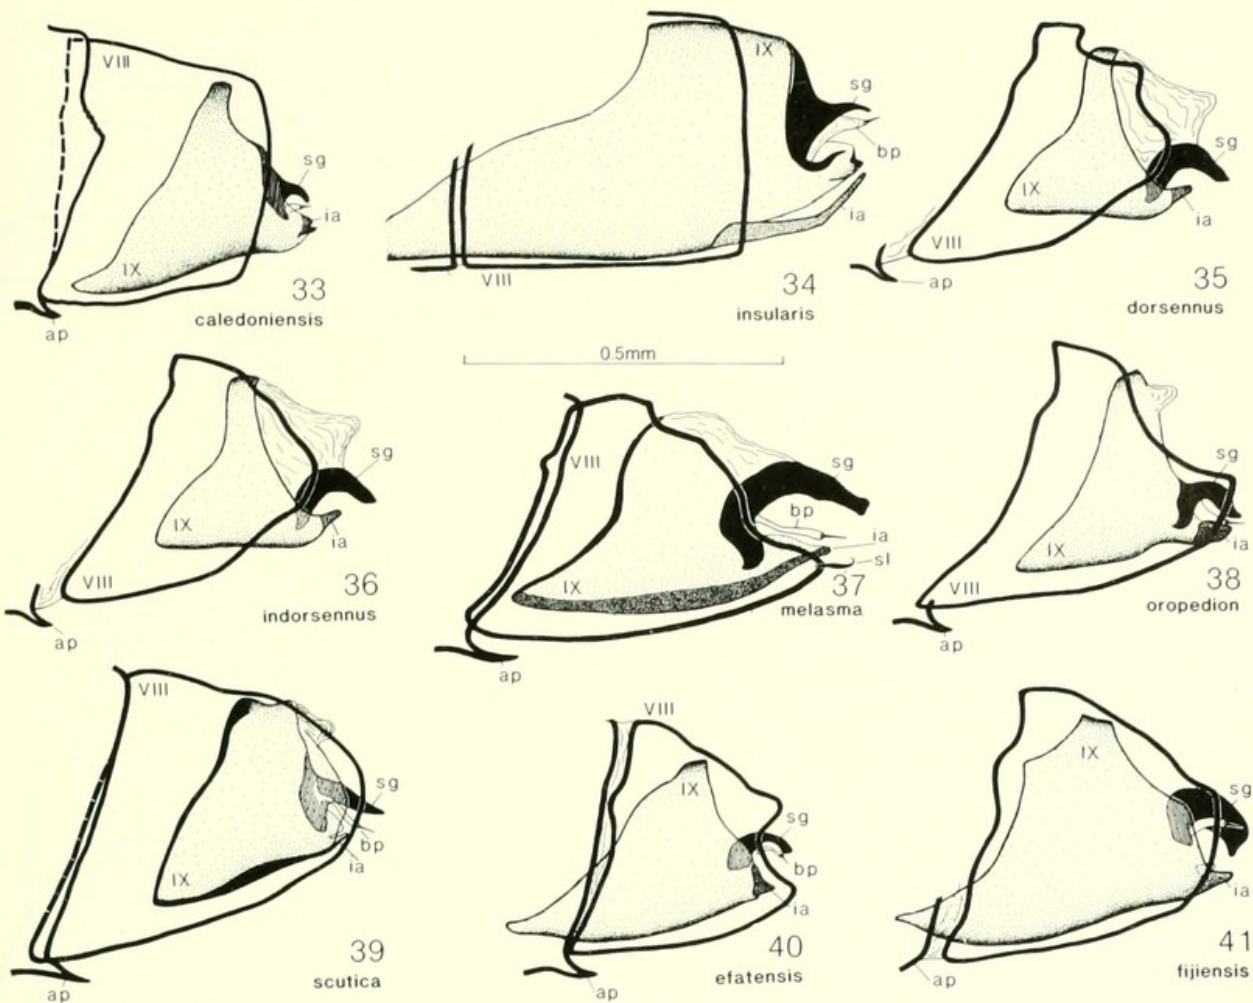 VIII
IX
sg
ia
ap
33
caledoniensis
IX
sg
bp
ia
VIII
34
insularis
IX
VIII
sg
ia
ap
35
dorsennus
0.5mm
IX
VIII
sg
ia
ap
36
indorsennus
VIII
IX
sg
bp
ia
sl
ap
37
melasma
IX
VIII
sg
ia
ap
38
oropedion
VIII
IX
sg
bp
ia
ap
39
scutica
VIII
IX
sg
bp
ia
ap
40
efatensis
IX
sg
ia
ap
41
fijiensis